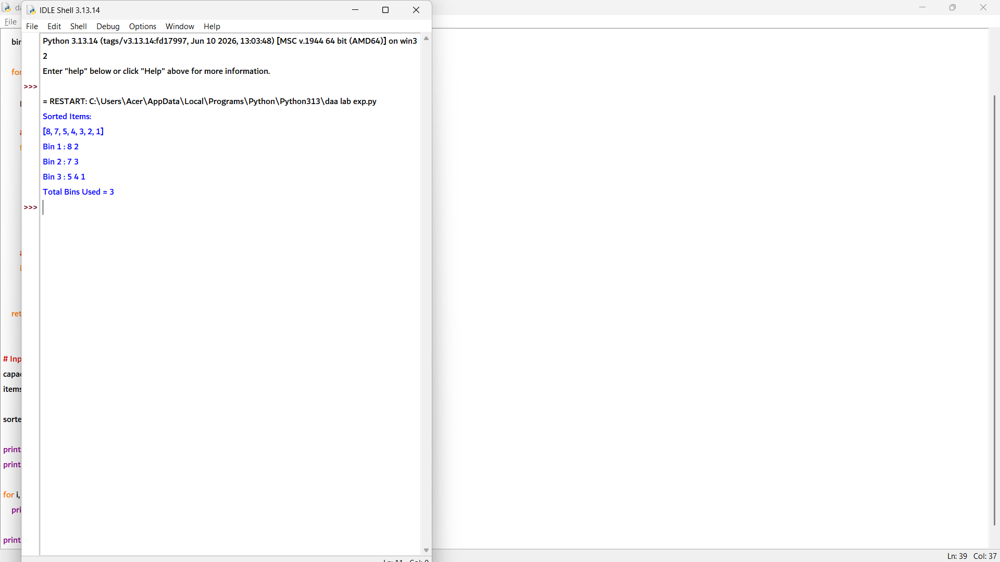 IDLE Shell 3.13.14
File Edit Shell Debug Options Window Help
Python 3.13.14 (tags/v3.13.14:fd17997, Jun 10 2026, 13:03:48) [MSC v.1944 64 bit (AMD64)] on win3
2
Enter "help" below or click "Help" above for more information.
>>>
= RESTART: C:\Users\Acer\AppData\Local\Programs\Python\Python313\daa lab exp.py
Sorted Items:
[8, 7, 5, 4, 3, 2, 1]
Bin 1 : 8 2
Bin 2 : 7 3
Bin 3 : 5 4 1
Total Bins Used = 3
>>>
File
bin
for
ret
# Inp
capac
items
sorte
print
print
for i,
pri
print
Ln: 39 Col: 37